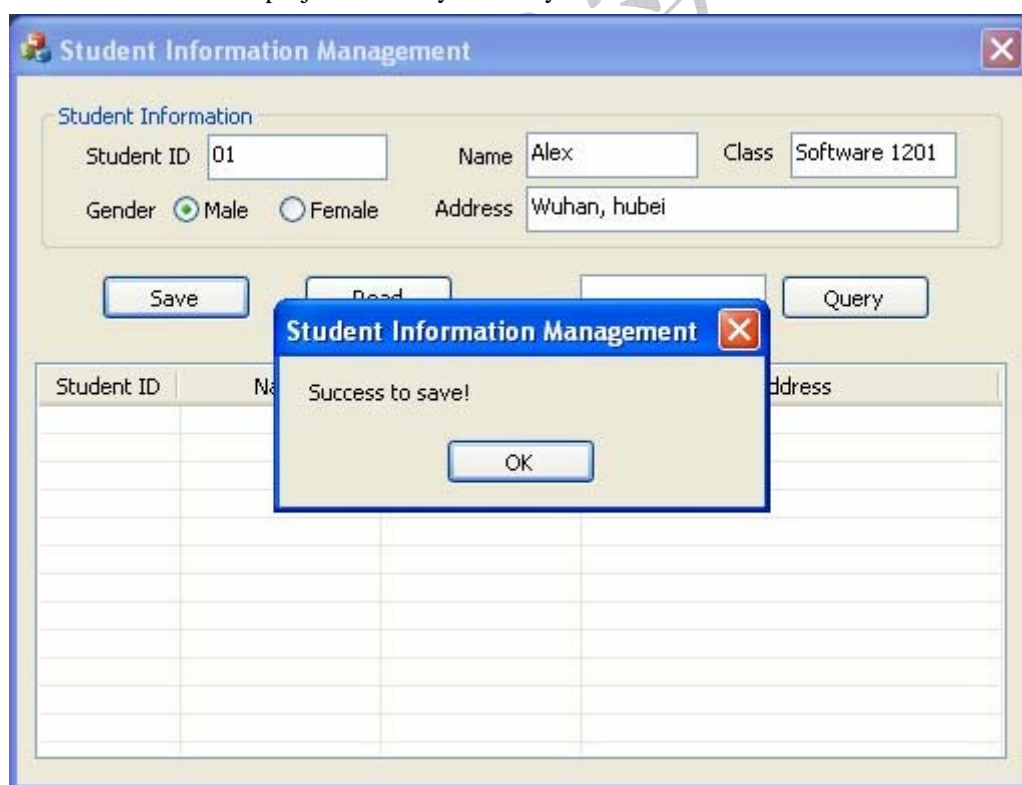 Student Information Management
Student Information
Student ID 01 Name Alex Class Software 1201
Gender Male Female Address Wuhan, hubei
Save Query
Student Information Management
Student ID
Success to save!
OK